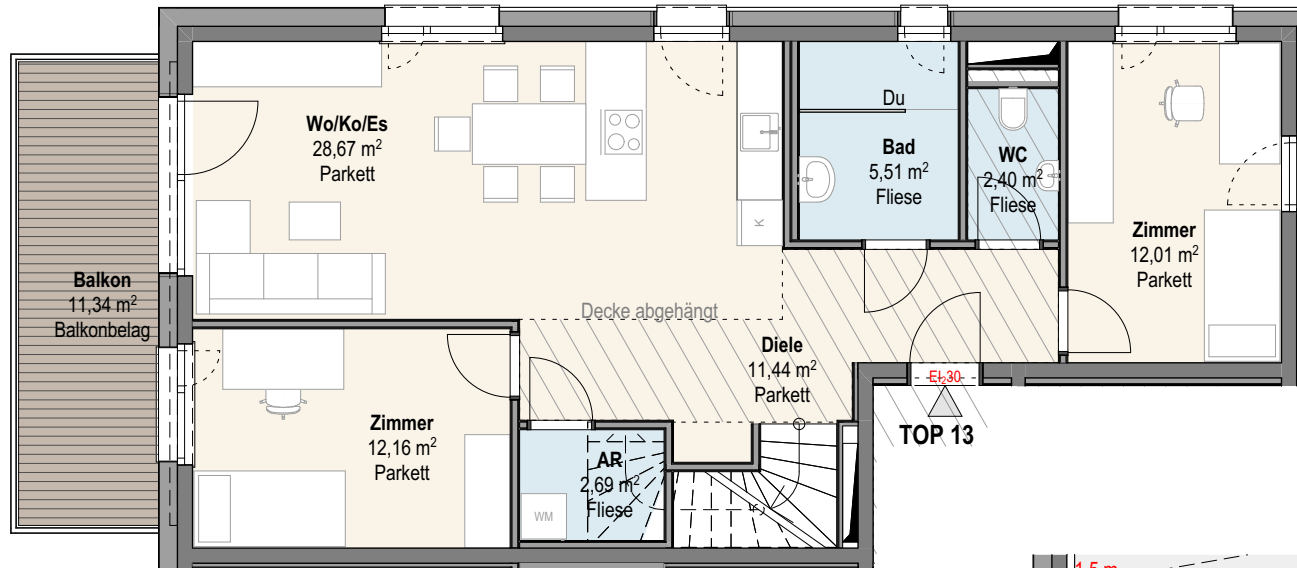 Wo/Ko/Es
28,67 m²
Parkett
Du
Bad
5,51 m²
Fliese
WC
2,40 m²
Fliese
K
Zimmer
12,01 m²
Parkett
Balkon
11,34 m²
Balkonbelag
Decke abgehängt
Diele
11,44 m²
Parkett
EI₂30
TOP 13
Zimmer
12,16 m²
Parkett
AR
2,69 m²
Fliese
WM
1,5 m